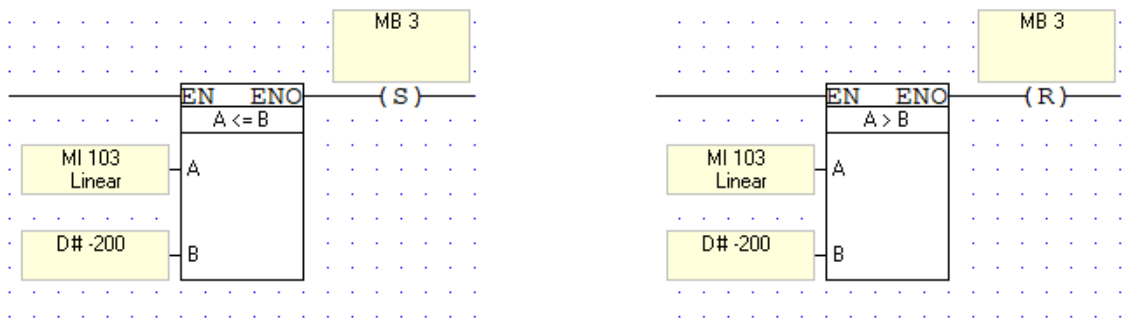 MB 3
EN ENO
(S)
A <= B
MI 103
Linear
A
D# -200
B
MB 3
EN ENO
(R)
A > B
MI 103
Linear
A
D# -200
B